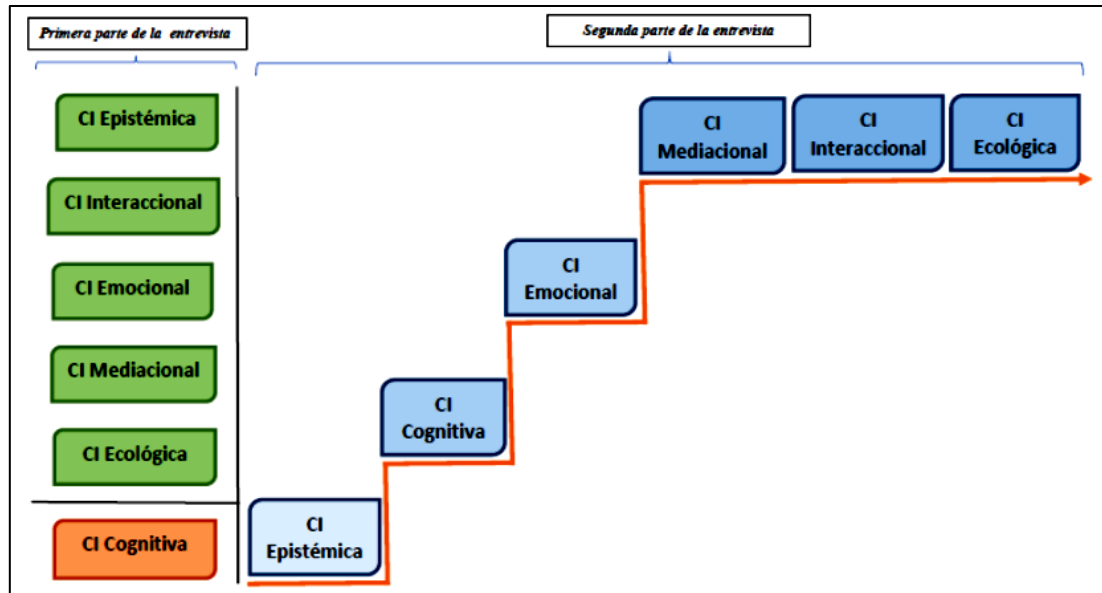 Primera parte de la entrevista
Segunda parte de la entrevista
CI Epistémica
CI Interaccional
CI Emocional
CI Mediacional
CI Ecológica
CI Cognitiva
CI
Mediacional
CI
Interaccional
CI
Ecológica
CI
Emocional
CI
Cognitiva
CI
Epistémica